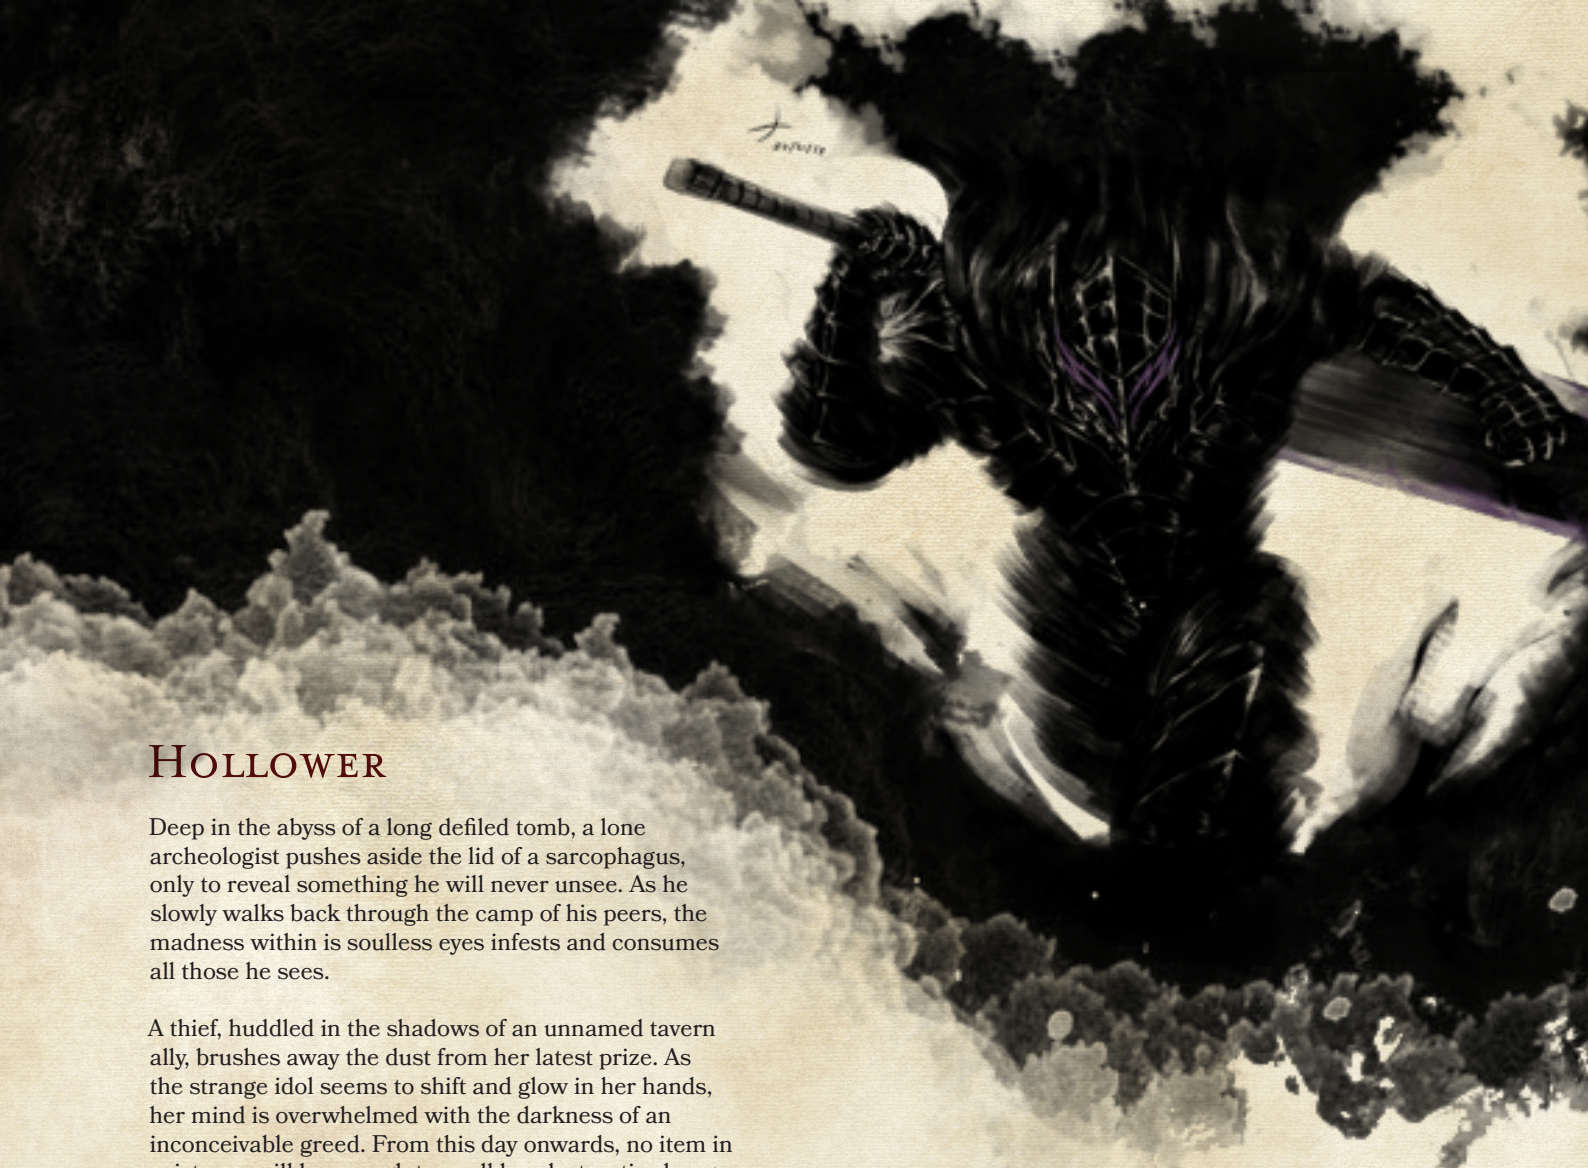 Hollower
Deep in the abyss of a long defiled tomb, a lone
archeologist pushes aside the lid of a sarcophagus,
only to reveal something he will never unsee. As he
slowly walks back through the camp of his peers, the
madness within is soulless eyes infests and consumes
all those he sees.
A thief, huddled in the shadows of an unnamed tavern
ally, brushes away the dust from her latest prize. As
the strange idol seems to shift and glow in her hands,
her mind is overwhelmed with the darkness of an
inconceivable greed. From this day onwards, no item in